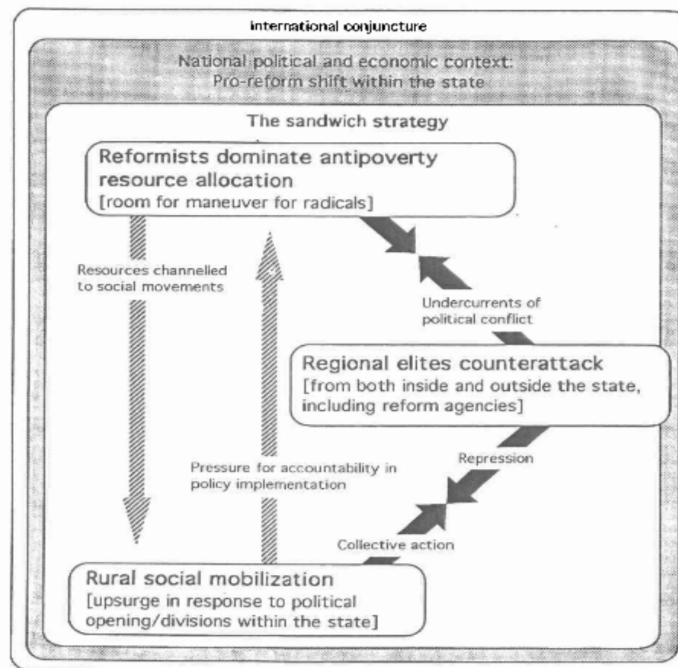 International conjuncture
National political and economic context:
Pro-reform shift within the state
The sandwich strategy
Reformists dominate antipoverty
resource allocation
[room for maneuver for radicals]
Resources channelled
to social movements
Undercurrents of
political conflict
Regional elites counterattack
[from both inside and outside the state,
including reform agencies]
Pressure for accountability in
policy implementation
Repression
Collective action
Rural social mobilization
[upsurge in response to political
opening/divisions within the state]